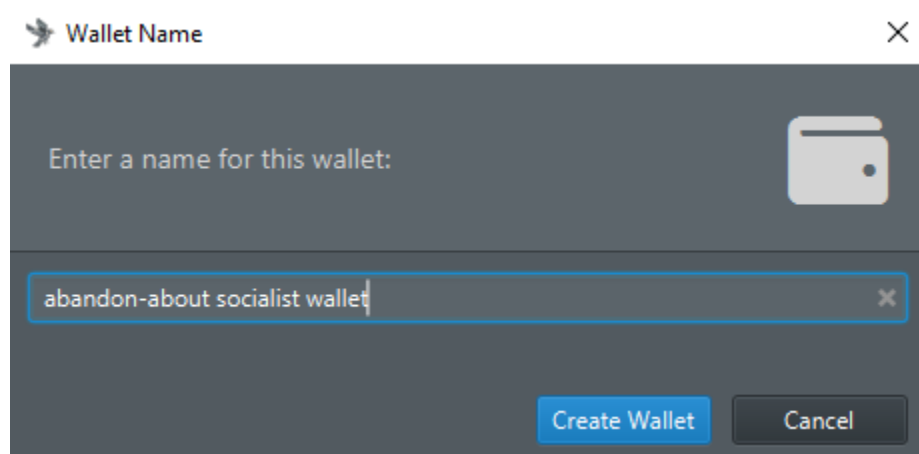 Wallet Name
Enter a name for this wallet:
abandon-about socialist wallet
Create Wallet Cancel